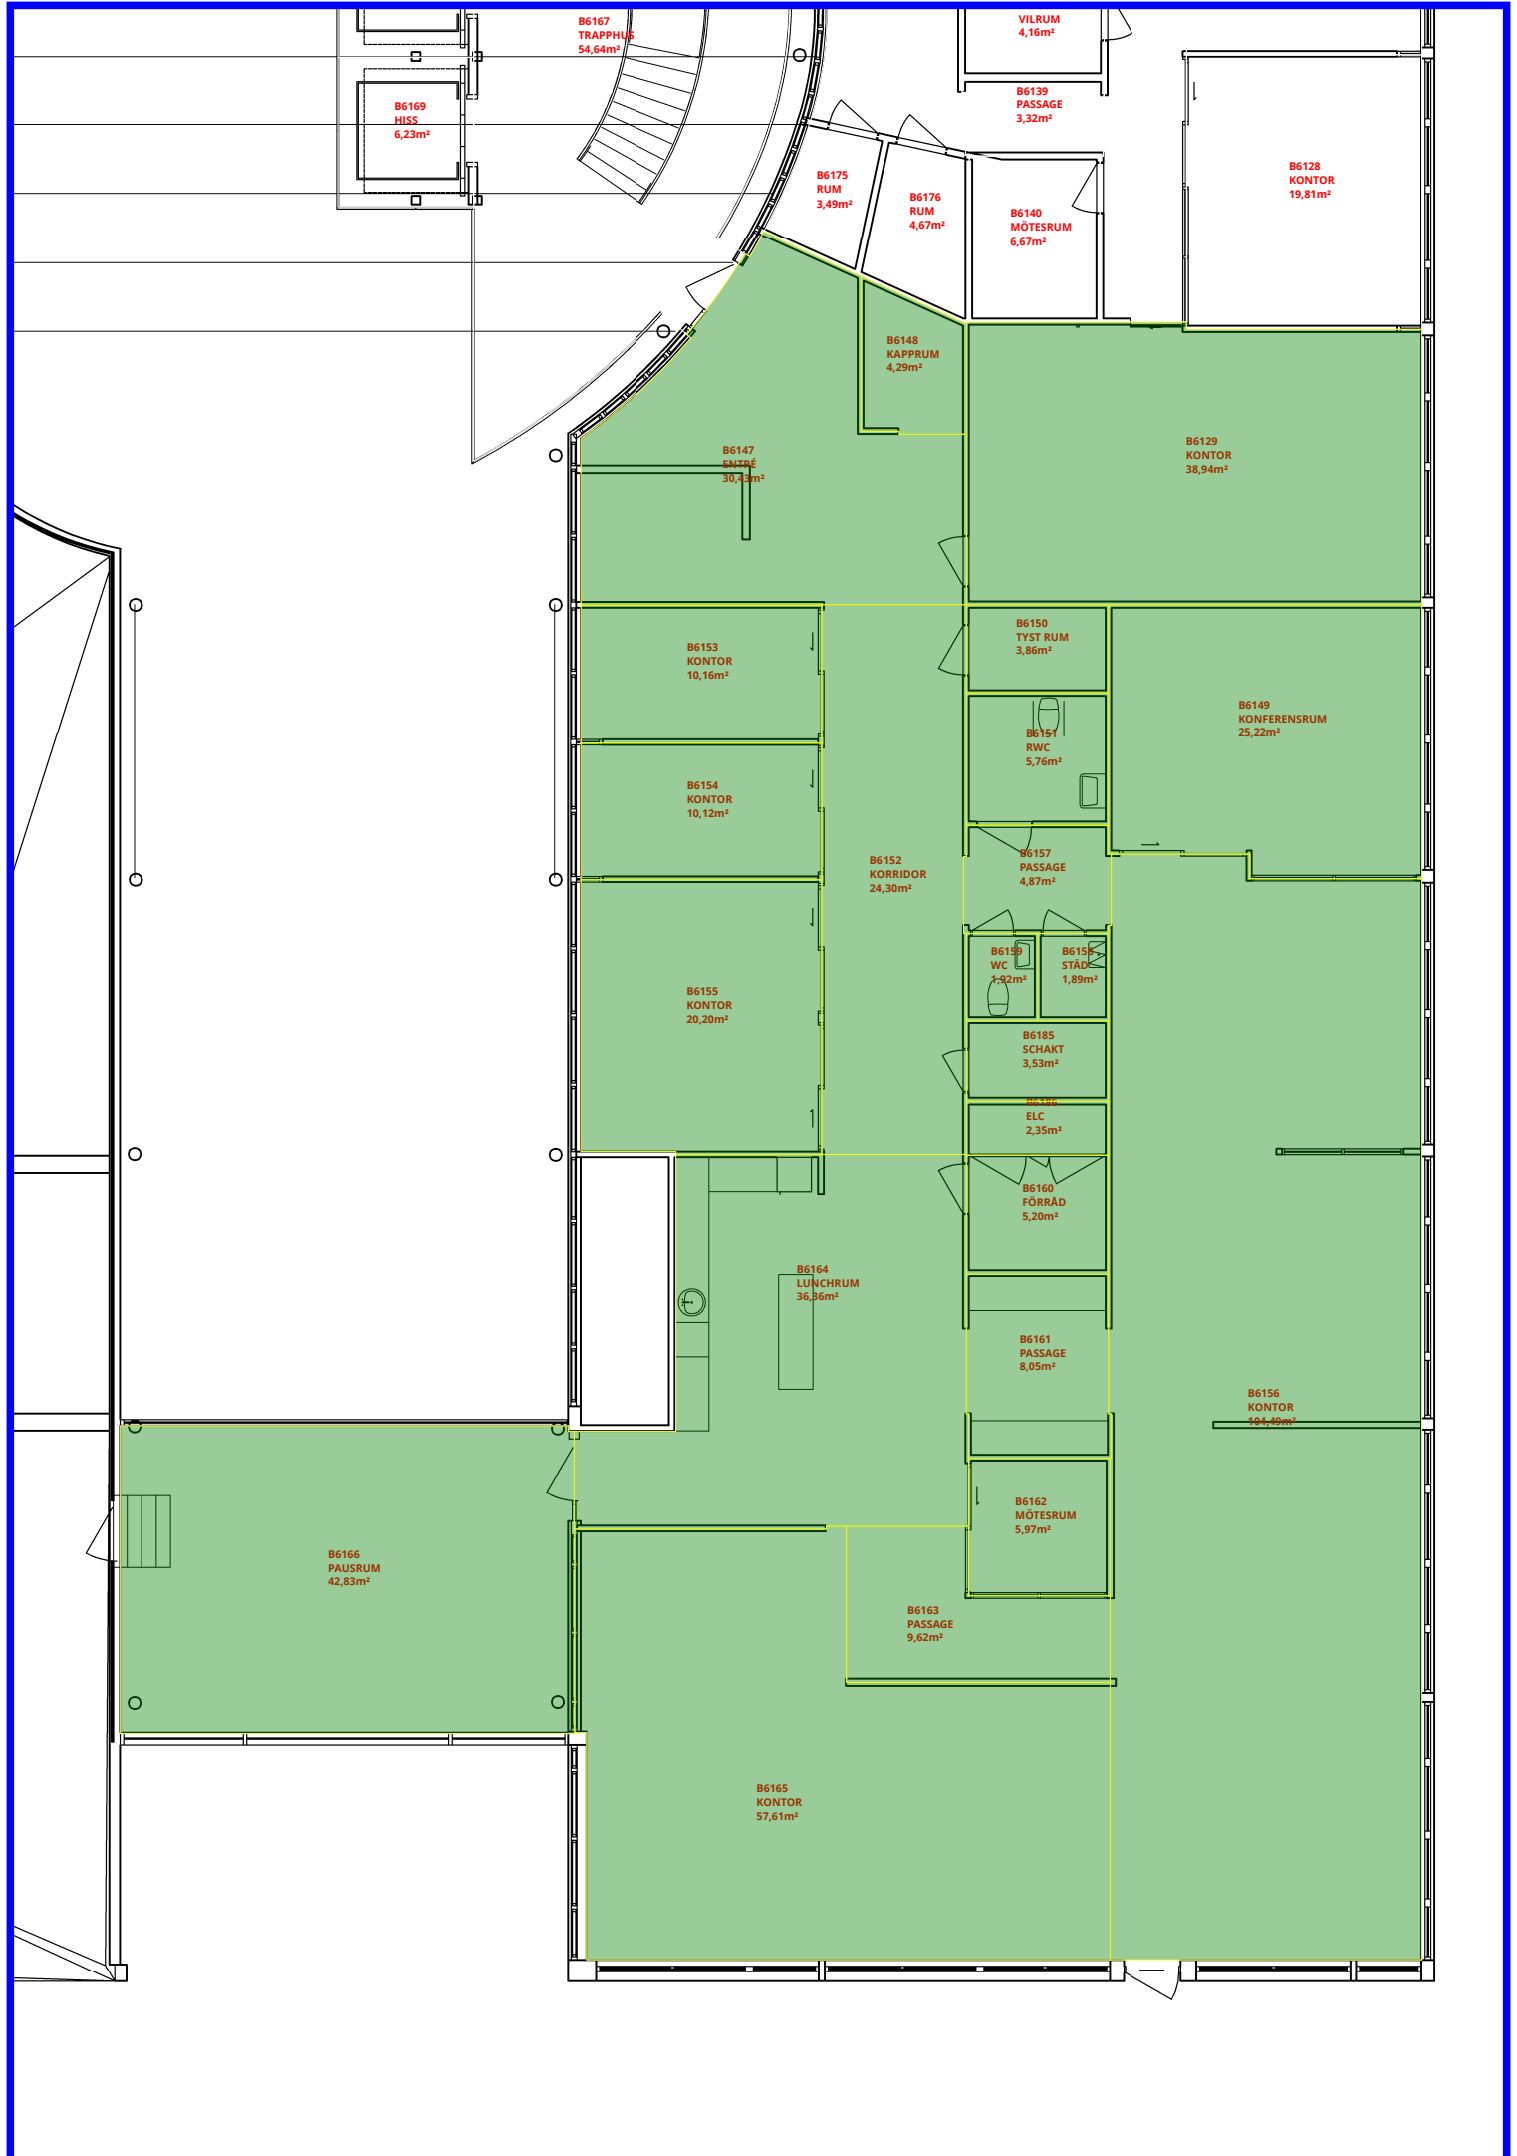 B6167
TRAPPHUS
54,64m²
VILRUM
4,16m²
B6169
HISS
6,23m²
B6139
PASSAGE
3,32m²
B6175
RUM
3,49m²
B6176
RUM
4,67m²
B6140
MÖTESRUM
6,67m²
B6128
KONTOR
19,81m²
B6148
KAPPRUM
4,29m²
B6147
ENTRÉ
30,43m²
B6129
KONTOR
38,94m²
B6153
KONTOR
10,16m²
B6150
TYST RUM
3,86m²
B6149
KONFERENSRUM
25,22m²
B6151
RWC
5,76m²
B6154
KONTOR
10,12m²
B6152
KORRIDOR
24,30m²
B6157
PASSAGE
4,87m²
B6159
WC
1,92m²
B6158
STÄD
1,89m²
B6155
KONTOR
20,20m²
B6185
SCHAKT
3,53m²
B6186
ELC
2,35m²
B6160
FÖRRÅD
5,20m²
B6164
LUNCHRUM
36,36m²
B6161
PASSAGE
8,05m²
B6156
KONTOR
104,49m²
B6162
MÖTESRUM
5,97m²
B6166
PAUSRUM
42,83m²
B6163
PASSAGE
9,62m²
B6165
KONTOR
57,61m²